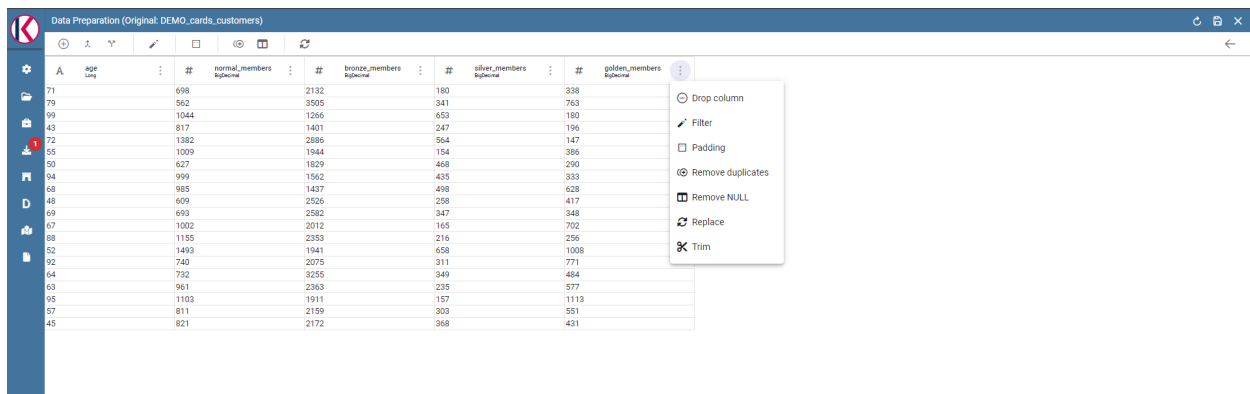 Data Preparation (Original: DEMO_cards_customers)
A age Long # normal_members BigDecimal # bronze_members BigDecimal # silver_members BigDecimal # golden_members BigDecimal
71 698 2132 180 338
79 562 3505 341 763
99 1044 1266 653 180
43 817 1401 247 196
72 1382 2886 564 147
55 1009 1944 154 386
50 627 1829 468 290
94 999 1562 435 333
68 985 1437 498 628
48 609 2526 258 417
69 693 2582 347 348
67 1002 2012 165 702
88 1155 2353 216 256
52 1493 1941 658 1008
92 740 2075 311 771
64 732 3255 349 484
63 961 2363 235 577
95 1103 1911 157 1113
57 811 2159 303 551
45 821 2172 368 431
Drop column
Filter
Padding
Remove duplicates
Remove NULL
Replace
Trim
1
D